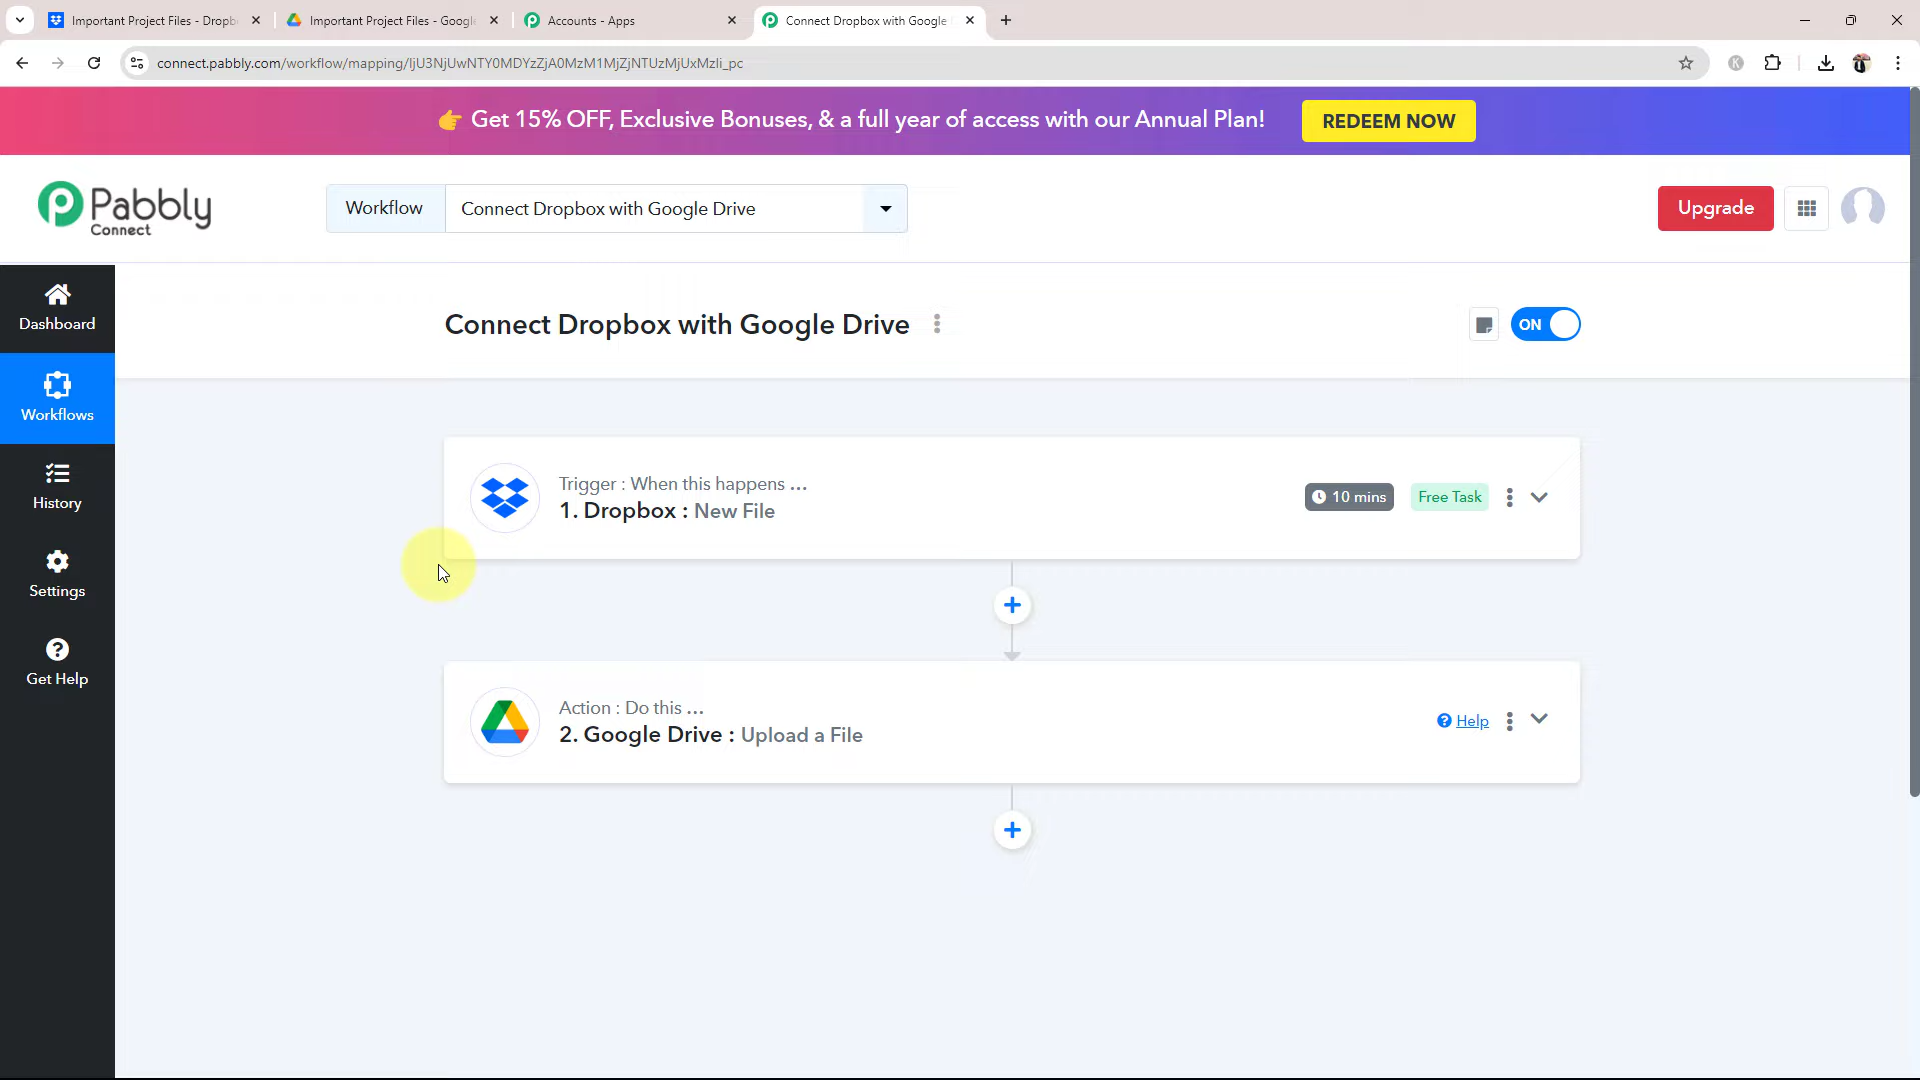 Important Project Files - Dropb
Important Project Files - Google
Accounts - Apps
Connect Dropbox with Google
connect.pabbly.com/workflow/mapping/IjU3NjUwNTY0MDYzZjA0MzM1MjZjNTUzMjUxMzIi_pc
👉 Get 15% OFF, Exclusive Bonuses, & a full year of access with our Annual Plan!
REDEEM NOW
Pabbly
Connect
Workflow
Connect Dropbox with Google Drive
Upgrade
Dashboard
Workflows
History
Settings
Get Help
Connect Dropbox with Google Drive
ON
Trigger : When this happens ...
1. Dropbox : New File
10 mins
Free Task
Action : Do this ...
2. Google Drive : Upload a File
Help